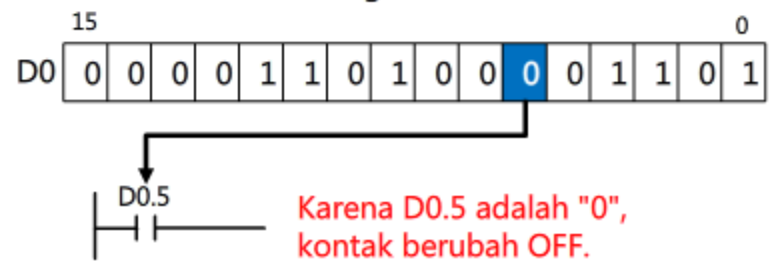 15 0
D0 0 0 0 0 1 1 0 1 0 0 0 0 1 1 0 1
D0.5
Karena D0.5 adalah "0",
kontak berubah OFF.